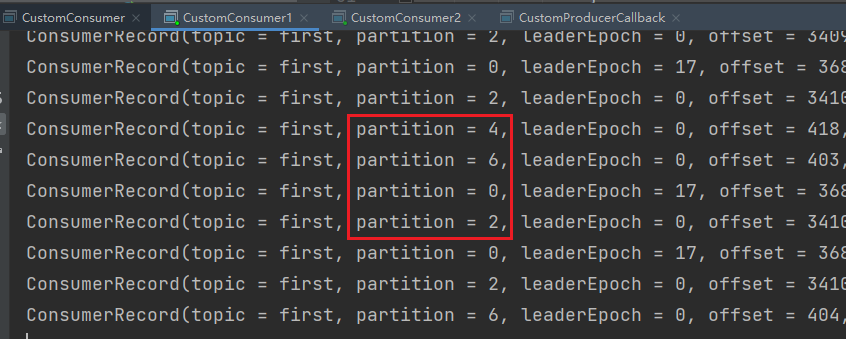 CustomConsumer × CustomConsumer1 × CustomConsumer2 × CustomProducerCallback ×
ConsumerRecord(topic = first, partition = 2, leaderEpoch = 0, offset = 3409
ConsumerRecord(topic = first, partition = 0, leaderEpoch = 17, offset = 368
ConsumerRecord(topic = first, partition = 2, leaderEpoch = 0, offset = 3410
ConsumerRecord(topic = first, partition = 4, leaderEpoch = 0, offset = 418,
ConsumerRecord(topic = first, partition = 6, leaderEpoch = 0, offset = 403,
ConsumerRecord(topic = first, partition = 0, leaderEpoch = 17, offset = 368
ConsumerRecord(topic = first, partition = 2, leaderEpoch = 0, offset = 3410
ConsumerRecord(topic = first, partition = 0, leaderEpoch = 17, offset = 368
ConsumerRecord(topic = first, partition = 2, leaderEpoch = 0, offset = 3410
ConsumerRecord(topic = first, partition = 6, leaderEpoch = 0, offset = 404,